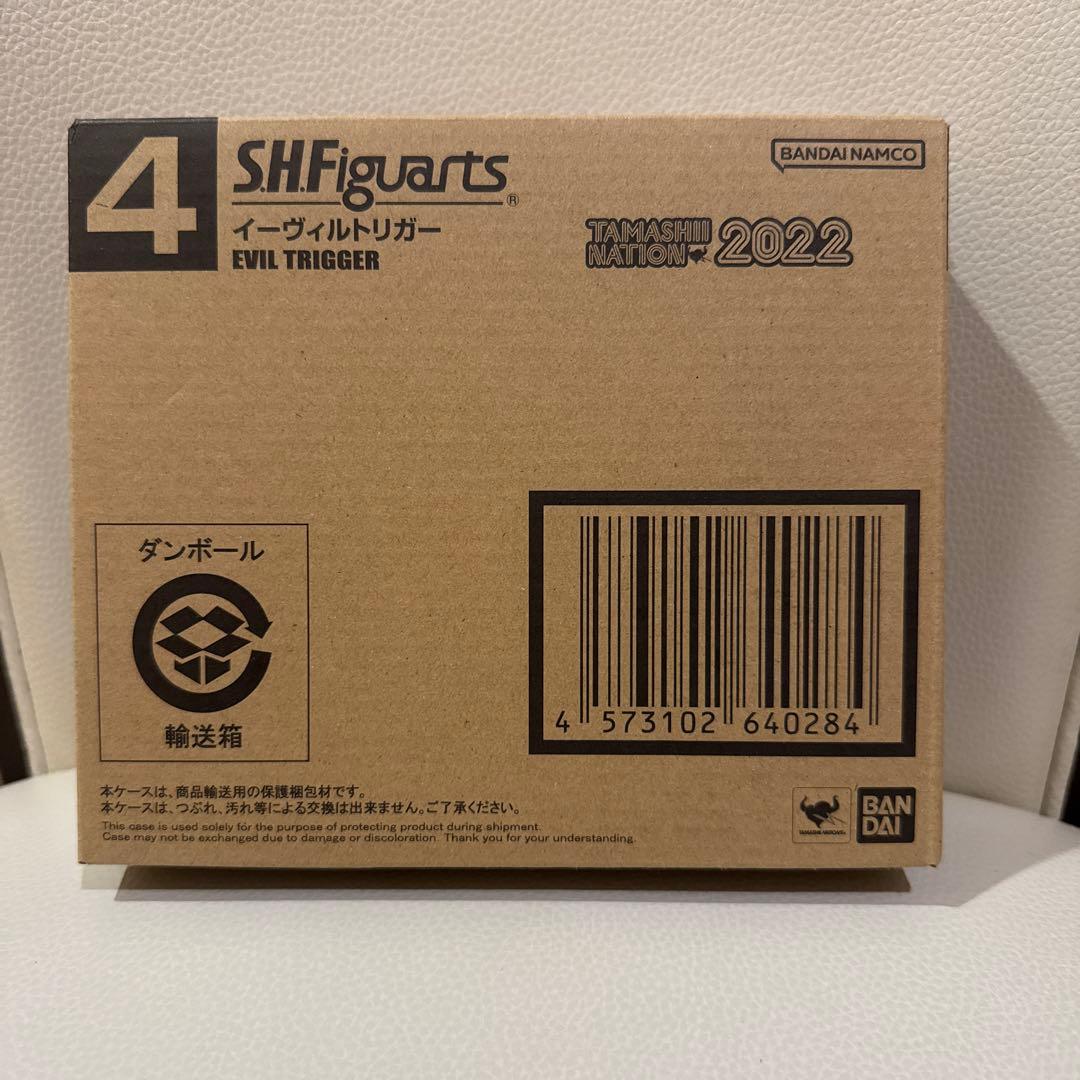 4
S.H.Figuarts®
イーヴィルトリガー
EVIL TRIGGER
BANDAI NAMCO
TAMASHII
NATION 2022
ダンボール
輸送箱
4 573102 640284
本ケースは、商品輸送用の保護梱包材です。
本ケースは、つぶれ、汚れ等による交換は出来ません。ご了承ください。
This case is used solely for the purpose of protecting product during shipment.
Case may not be exchanged due to damage or discoloration. Thank you for your understanding.
TAMASHII NATIONS
BAN
DAI